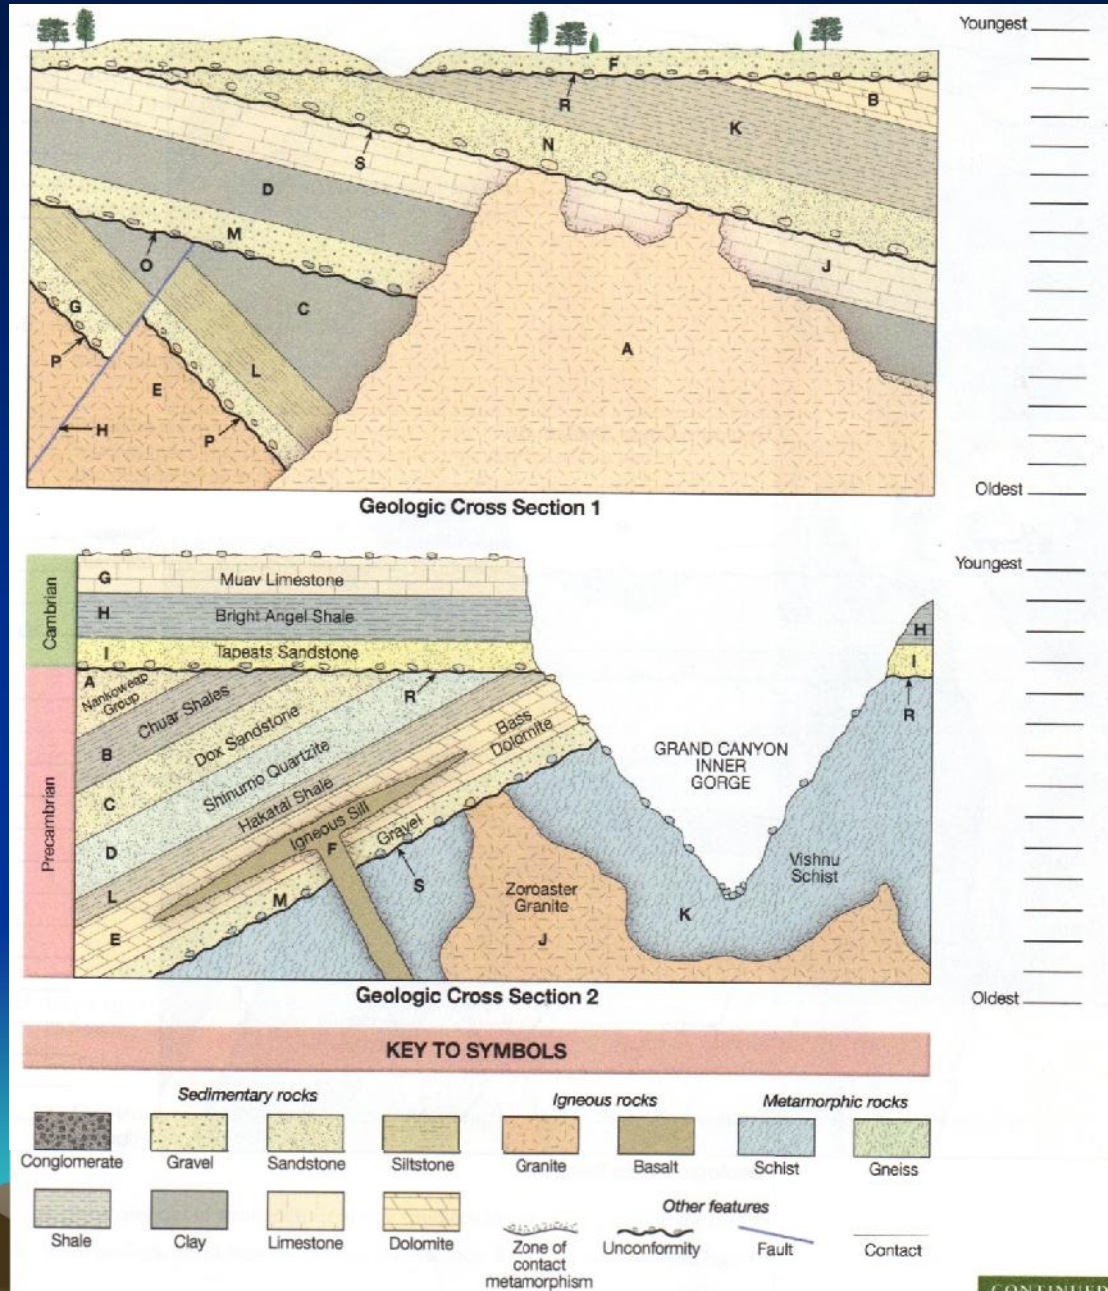 Youngest
F
R
B
K
N
S
D
M
J
O
C
G
A
L
P
E
H
P
Oldest
Geologic Cross Section 1
Youngest
Cambrian
G
Muav Limestone
H
Bright Angel Shale
H
I
Tapeats Sandstone
I
Precambrian
A
Nankoweap
Group
R
R
Chuar Shales
B
Dox Sandstone
Bass
Dolomite
GRAND CANYON
INNER
GORGE
Shinumo Quartzite
C
Hakatai Shale
Igneous Sill
Gravel
D
F
Vishnu
Schist
S
L
M
Zoroaster
Granite
K
E
J
Geologic Cross Section 2
Oldest
KEY TO SYMBOLS
Sedimentary rocks
Igneous rocks
Metamorphic rocks
Conglomerate
Gravel
Sandstone
Siltstone
Granite
Basalt
Schist
Gneiss
Other features
Shale
Clay
Limestone
Dolomite
Zone of
contact
metamorphism
Unconformity
Fault
Contact
CONTINUED